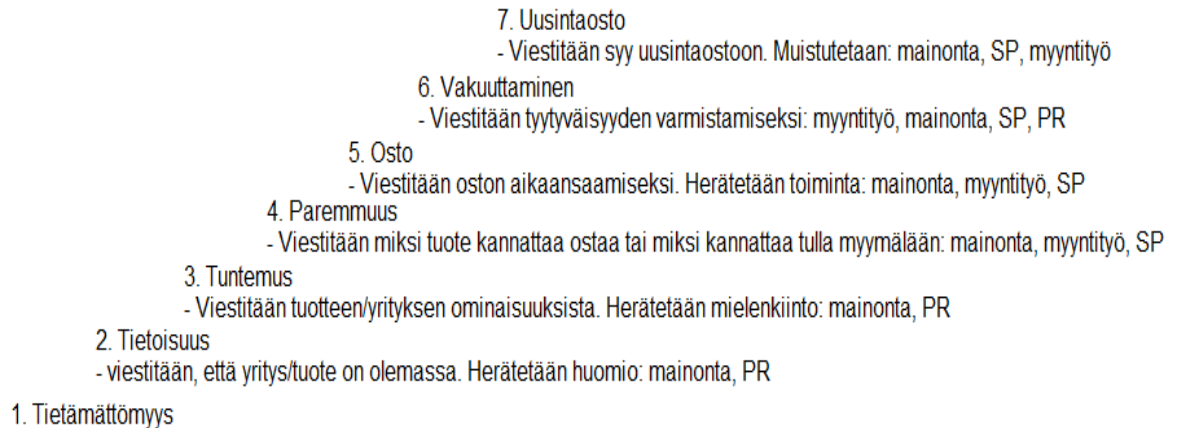 7. Uusintaosto
- Viestitään syy uusintaostoon. Muistutetaan: mainonta, SP, myyntityö
6. Vakuuttaminen
- Viestitään tyytyväisyyden varmistamiseksi: myyntityö, mainonta, SP, PR
5. Osto
- Viestitään oston aikaansaamiseksi. Herätetään toiminta: mainonta, myyntityö, SP
4. Paremmuus
- Viestitään miksi tuote kannattaa ostaa tai miksi kannattaa tulla myymälään: mainonta, myyntityö, SP
3. Tuntemus
- Viestitään tuotteen/yrityksen ominaisuuksista. Herätetään mielenkiinto: mainonta, PR
2. Tietoisuus
- viestitään, että yritys/tuote on olemassa. Herätetään huomio: mainonta, PR
1. Tietämättömyys